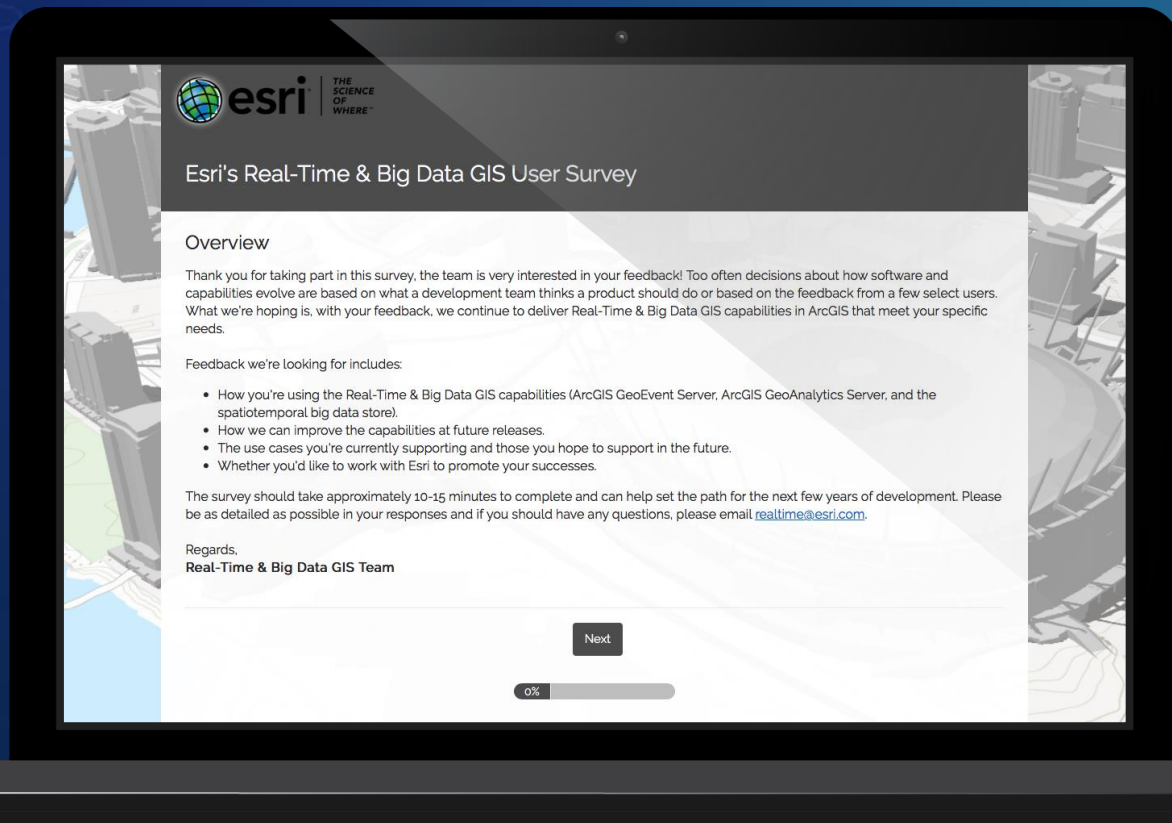 esri
THE
SCIENCE
OF
WHERE™
Esri's Real-Time & Big Data GIS User Survey
Overview
Thank you for taking part in this survey, the team is very interested in your feedback! Too often decisions about how software and
capabilities evolve are based on what a development team thinks a product should do or based on the feedback from a few select users.
What we're hoping is, with your feedback, we continue to deliver Real-Time & Big Data GIS capabilities in ArcGIS that meet your specific
needs.
Feedback we're looking for includes:
• How you're using the Real-Time & Big Data GIS capabilities (ArcGIS GeoEvent Server, ArcGIS GeoAnalytics Server, and the
spatiotemporal big data store).
• How we can improve the capabilities at future releases.
• The use cases you're currently supporting and those you hope to support in the future.
• Whether you'd like to work with Esri to promote your successes.
The survey should take approximately 10-15 minutes to complete and can help set the path for the next few years of development. Please
be as detailed as possible in your responses and if you should have any questions, please email realtime@esri.com.
Regards,
Real-Time & Big Data GIS Team
Next
0%